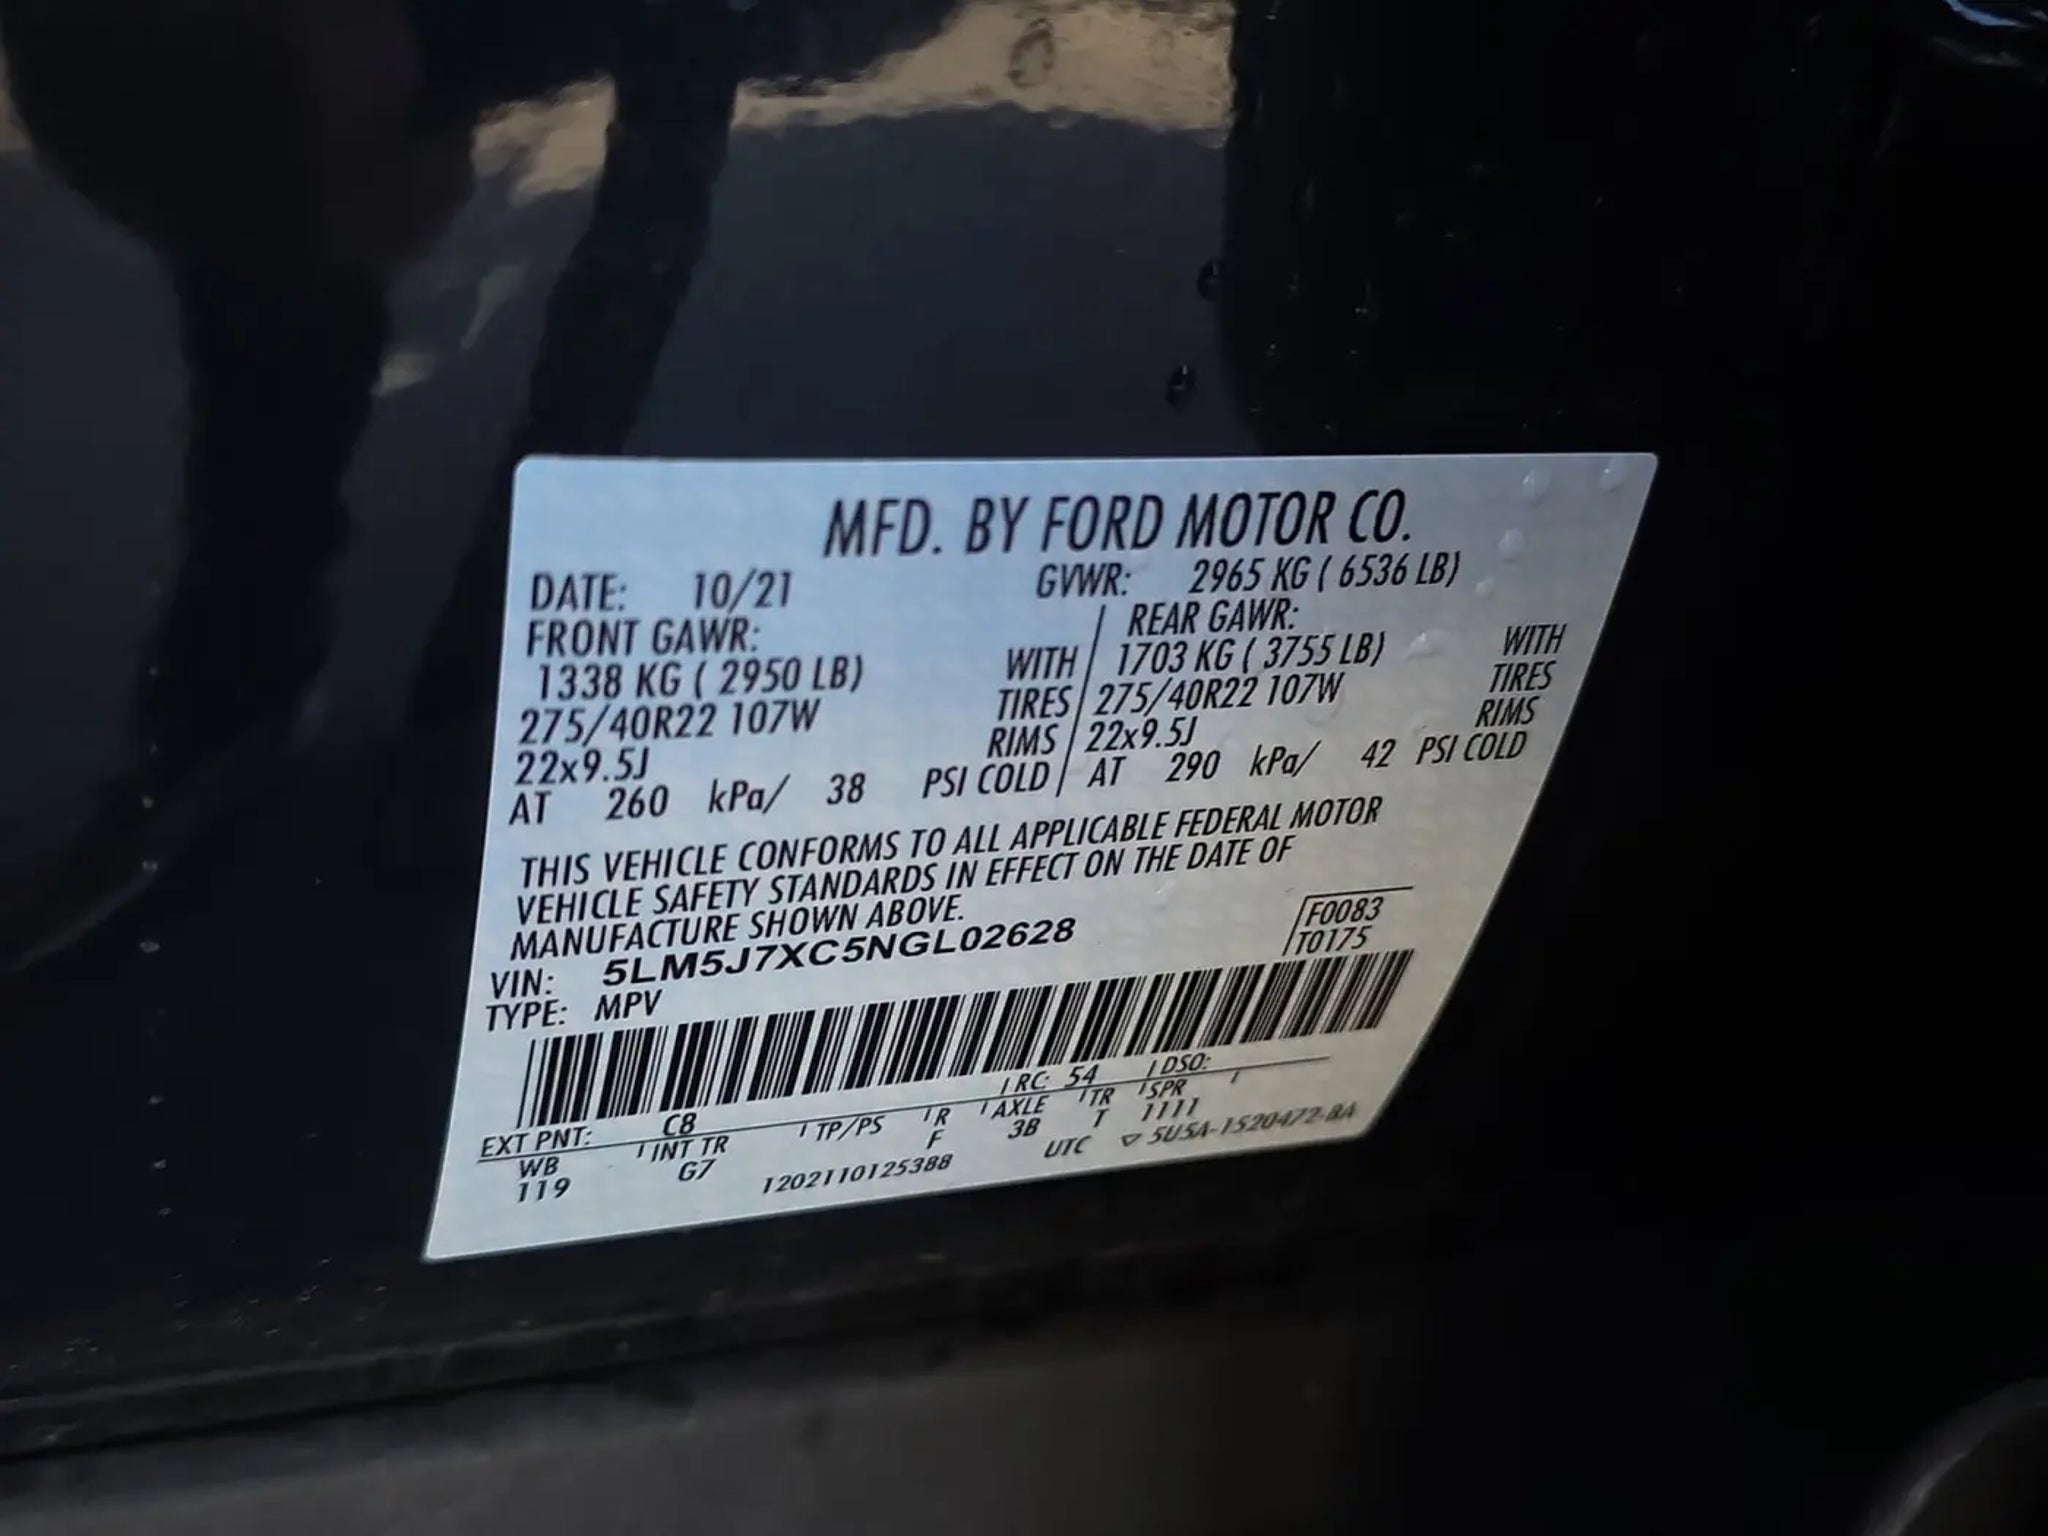 MFD. BY FORD MOTOR CO.
DATE: 10/21 GVWR: 2965 KG ( 6536 LB)
FRONT GAWR: REAR GAWR:
1338 KG ( 2950 LB) WITH 1703 KG ( 3755 LB) WITH
275/40R22 107W TIRES 275/40R22 107W TIRES
22x9.5J RIMS 22x9.5J RIMS
AT 260 kPa/ 38 PSI COLD AT 290 kPa/ 42 PSI COLD
THIS VEHICLE CONFORMS TO ALL APPLICABLE FEDERAL MOTOR
VEHICLE SAFETY STANDARDS IN EFFECT ON THE DATE OF
MANUFACTURE SHOWN ABOVE.
F0083
VIN: 5LM5J7XC5NGL02628 T0175
TYPE: MPV
EXT PNT: C8 RC: 54 DSO:
WB INT TR TP/PS R AXLE TR SPR
119 G7 F 3B T 1111
1202110125388 UTC ▽ 5U5A-1520472-BA